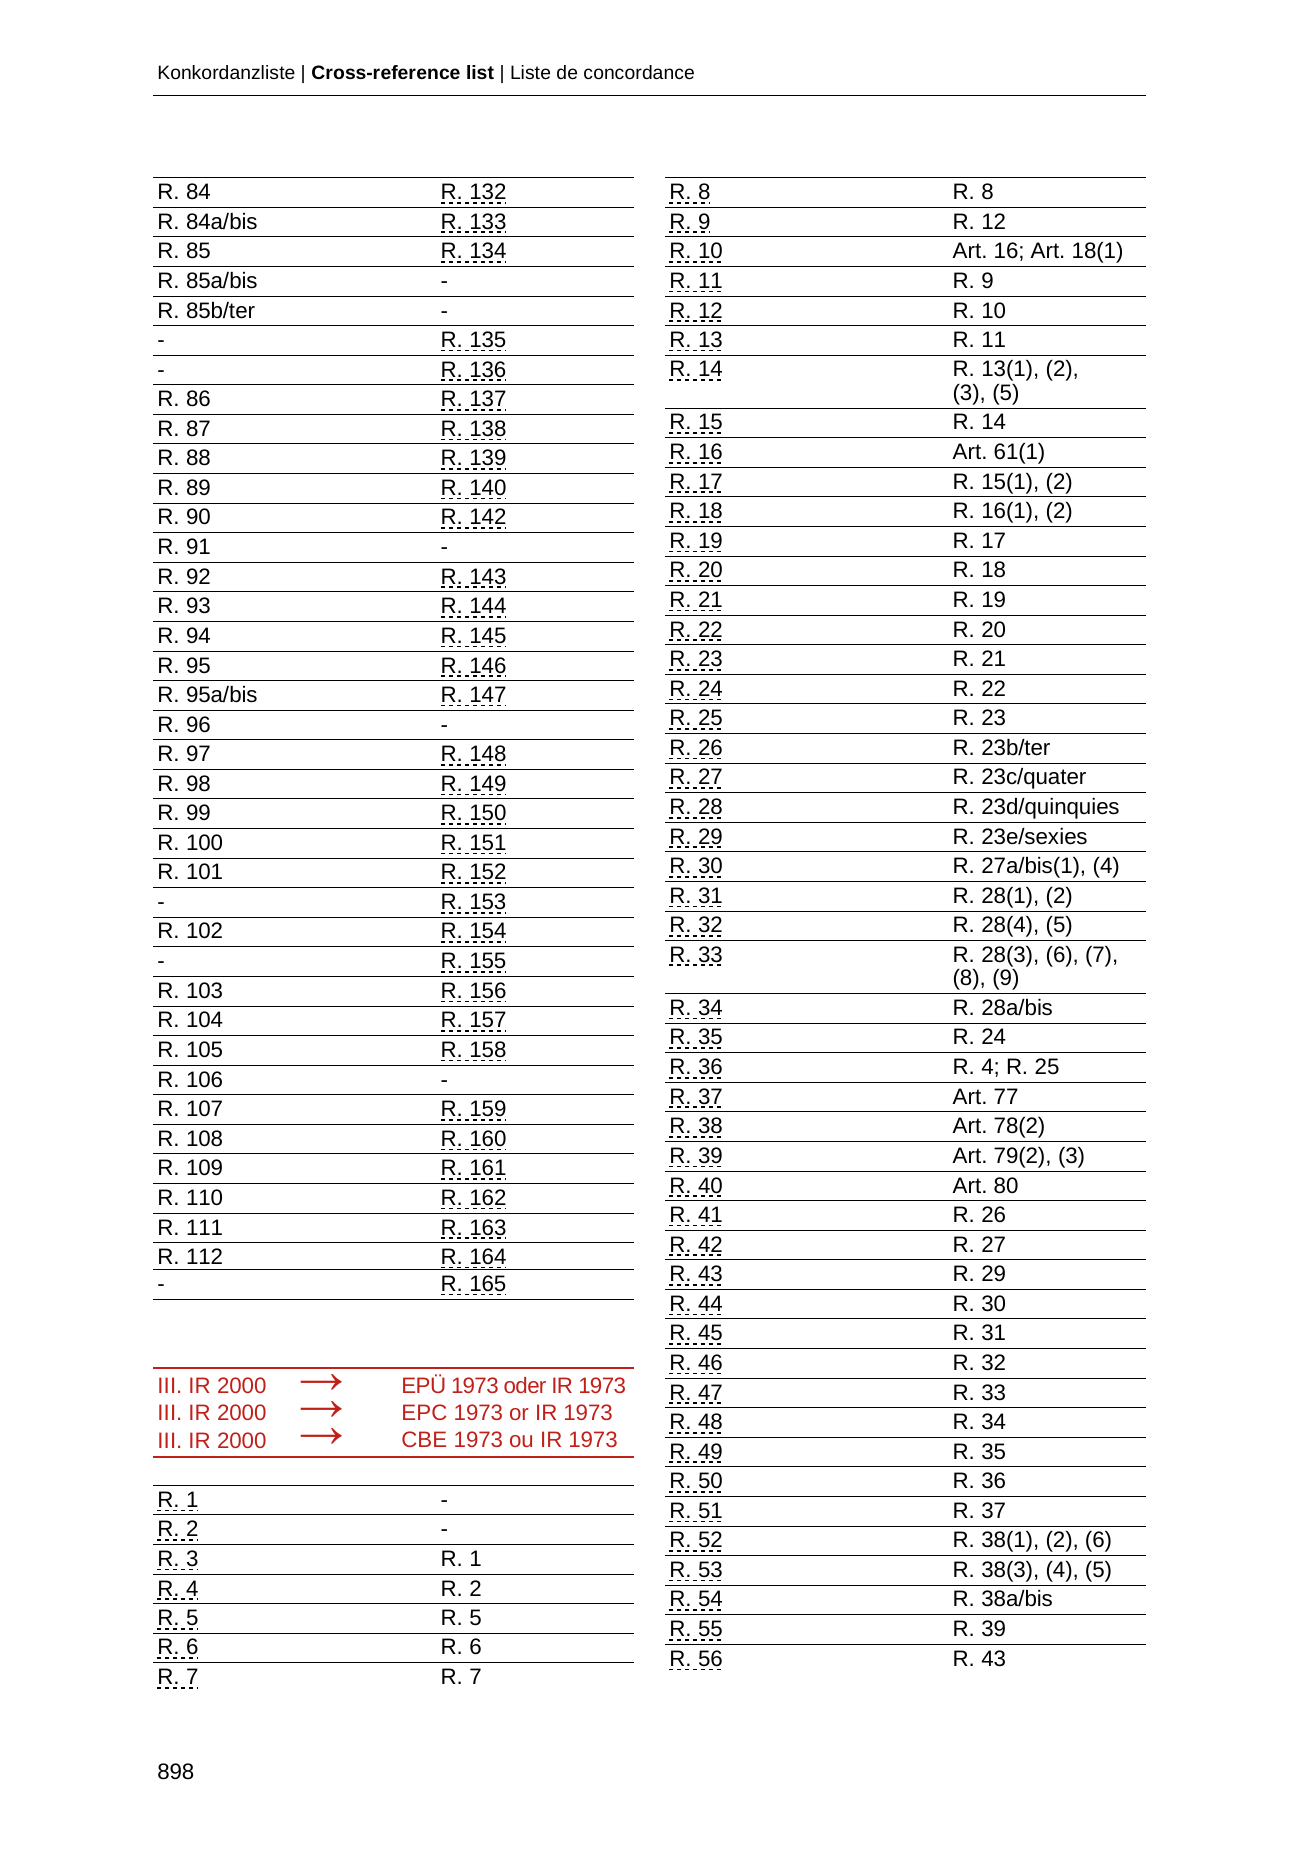 Konkordanzliste | Cross-reference list | Liste de concordance
R. 84 R. 132
R. 84a/bis R. 133
R. 85 R. 134
R. 85a/bis -
R. 85b/ter -
- R. 135
- R. 136
R. 86 R. 137
R. 87 R. 138
R. 88 R. 139
R. 89 R. 140
R. 90 R. 142
R. 91 -
R. 92 R. 143
R. 93 R. 144
R. 94 R. 145
R. 95 R. 146
R. 95a/bis R. 147
R. 96 -
R. 97 R. 148
R. 98 R. 149
R. 99 R. 150
R. 100 R. 151
R. 101 R. 152
- R. 153
R. 102 R. 154
- R. 155
R. 103 R. 156
R. 104 R. 157
R. 105 R. 158
R. 106 -
R. 107 R. 159
R. 108 R. 160
R. 109 R. 161
R. 110 R. 162
R. 111 R. 163
R. 112 R. 164
- R. 165
III. IR 2000 → EPÜ 1973 oder IR 1973
III. IR 2000 → EPC 1973 or IR 1973
III. IR 2000 → CBE 1973 ou IR 1973
R. 1 -
R. 2 -
R. 3 R. 1
R. 4 R. 2
R. 5 R. 5
R. 6 R. 6
R. 7 R. 7
R. 8 R. 8
R. 9 R. 12
R. 10 Art. 16; Art. 18(1)
R. 11 R. 9
R. 12 R. 10
R. 13 R. 11
R. 14 R. 13(1), (2),
(3), (5)
R. 15 R. 14
R. 16 Art. 61(1)
R. 17 R. 15(1), (2)
R. 18 R. 16(1), (2)
R. 19 R. 17
R. 20 R. 18
R. 21 R. 19
R. 22 R. 20
R. 23 R. 21
R. 24 R. 22
R. 25 R. 23
R. 26 R. 23b/ter
R. 27 R. 23c/quater
R. 28 R. 23d/quinquies
R. 29 R. 23e/sexies
R. 30 R. 27a/bis(1), (4)
R. 31 R. 28(1), (2)
R. 32 R. 28(4), (5)
R. 33 R. 28(3), (6), (7),
(8), (9)
R. 34 R. 28a/bis
R. 35 R. 24
R. 36 R. 4; R. 25
R. 37 Art. 77
R. 38 Art. 78(2)
R. 39 Art. 79(2), (3)
R. 40 Art. 80
R. 41 R. 26
R. 42 R. 27
R. 43 R. 29
R. 44 R. 30
R. 45 R. 31
R. 46 R. 32
R. 47 R. 33
R. 48 R. 34
R. 49 R. 35
R. 50 R. 36
R. 51 R. 37
R. 52 R. 38(1), (2), (6)
R. 53 R. 38(3), (4), (5)
R. 54 R. 38a/bis
R. 55 R. 39
R. 56 R. 43
898